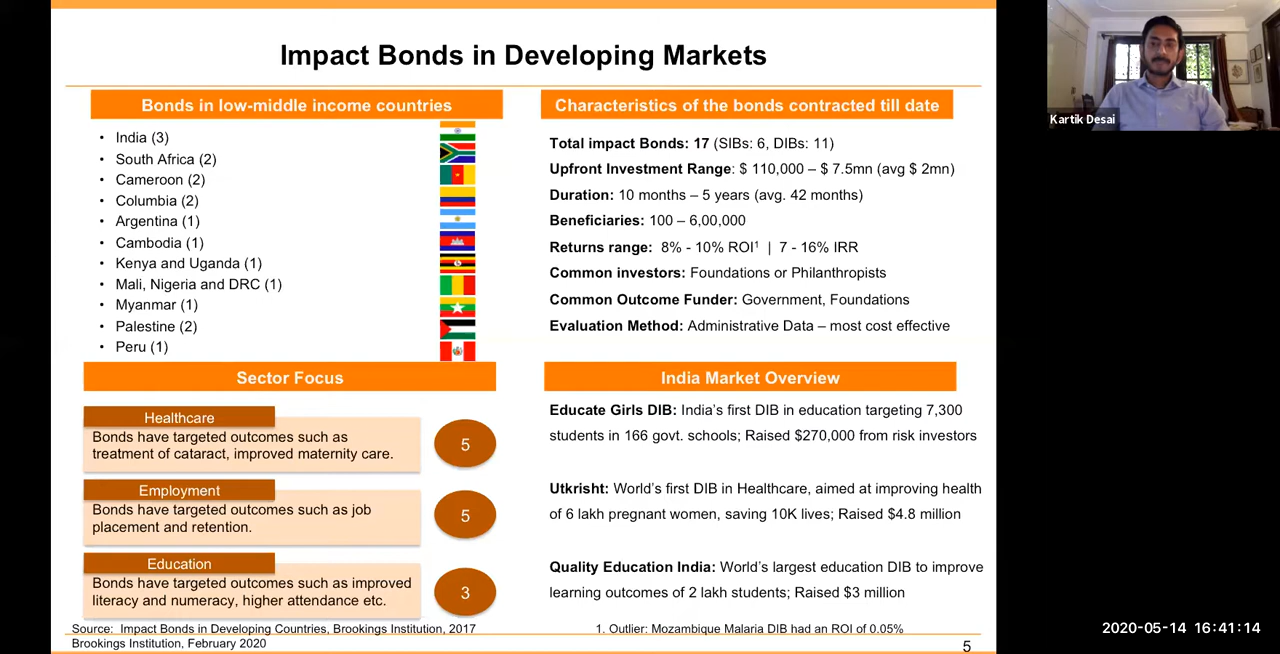 Impact Bonds in Developing Markets
Bonds in low-middle income countries
• India (3)
• South Africa (2)
• Cameroon (2)
• Columbia (2)
• Argentina (1)
• Cambodia (1)
• Kenya and Uganda (1)
• Mali, Nigeria and DRC (1)
• Myanmar (1)
• Palestine (2)
• Peru (1)
Characteristics of the bonds contracted till date
Total impact Bonds: 17 (SIBs: 6, DIBs: 11)
Upfront Investment Range: $ 110,000 – $ 7.5mn (avg $ 2mn)
Duration: 10 months – 5 years (avg. 42 months)
Beneficiaries: 100 – 6,00,000
Returns range: 8% - 10% ROI¹ | 7 - 16% IRR
Common investors: Foundations or Philanthropists
Common Outcome Funder: Government, Foundations
Evaluation Method: Administrative Data – most cost effective
Sector Focus
Healthcare
Bonds have targeted outcomes such as
treatment of cataract, improved maternity care.
5
Employment
Bonds have targeted outcomes such as job
placement and retention.
5
Education
Bonds have targeted outcomes such as improved
literacy and numeracy, higher attendance etc.
3
India Market Overview
Educate Girls DIB: India's first DIB in education targeting 7,300
students in 166 govt. schools; Raised $270,000 from risk investors
Utkrisht: World's first DIB in Healthcare, aimed at improving health
of 6 lakh pregnant women, saving 10K lives; Raised $4.8 million
Quality Education India: World's largest education DIB to improve
learning outcomes of 2 lakh students; Raised $3 million
Source: Impact Bonds in Developing Countries, Brookings Institution, 2017
Brookings Institution, February 2020
1. Outlier: Mozambique Malaria DIB had an ROI of 0.05%
5
Kartik Desai
2020-05-14 16:41:14